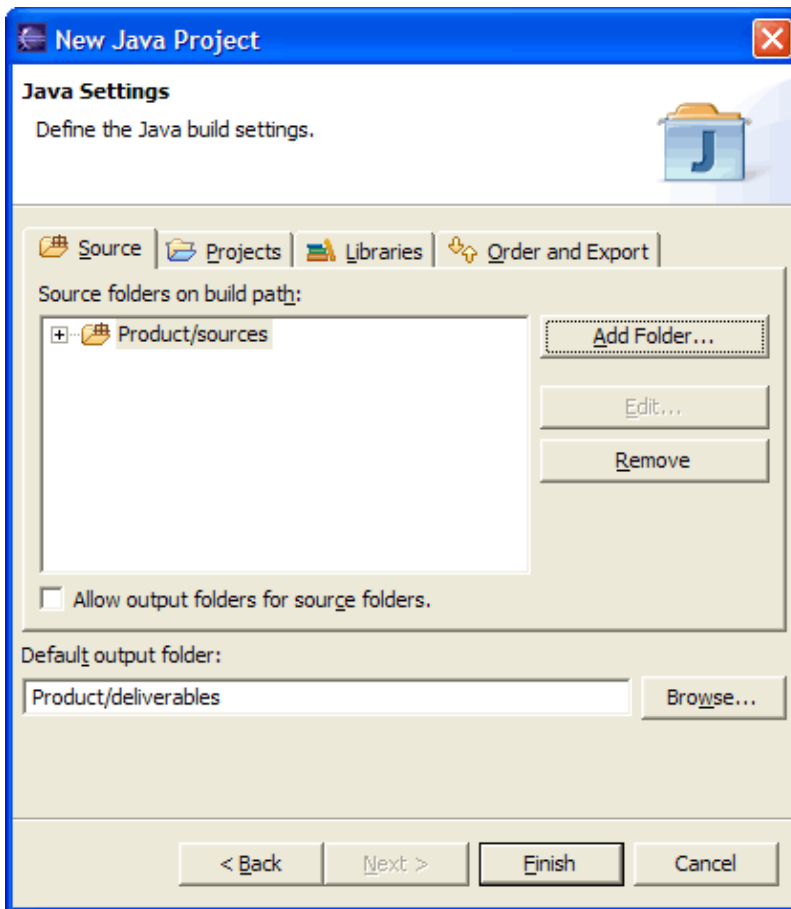 New Java Project
Java Settings
Define the Java build settings.
J
Source Projects Libraries Order and Export
Source folders on build path:
Product/sources
Add Folder...
Edit...
Remove
Allow output folders for source folders.
Default output folder:
Product/deliverables Browse...
< Back Next > Finish Cancel